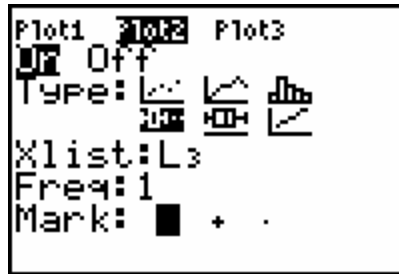 Plot1 Plot2 Plot3
On Off
Type:
Xlist:L₃
Freq:1
Mark: